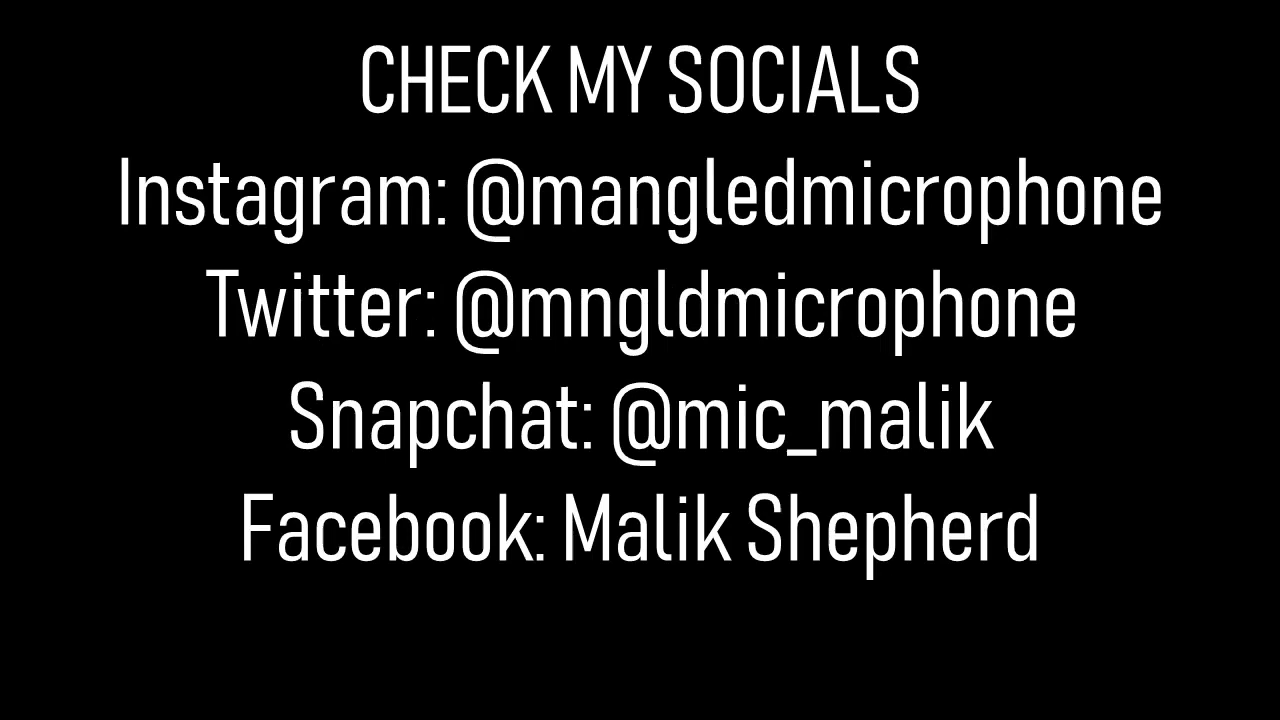 CHECK MY SOCIALS
Instagram: @mangledmicrophone
Twitter: @mngldmicrophone
Snapchat: @mic_malik
Facebook: Malik Shepherd